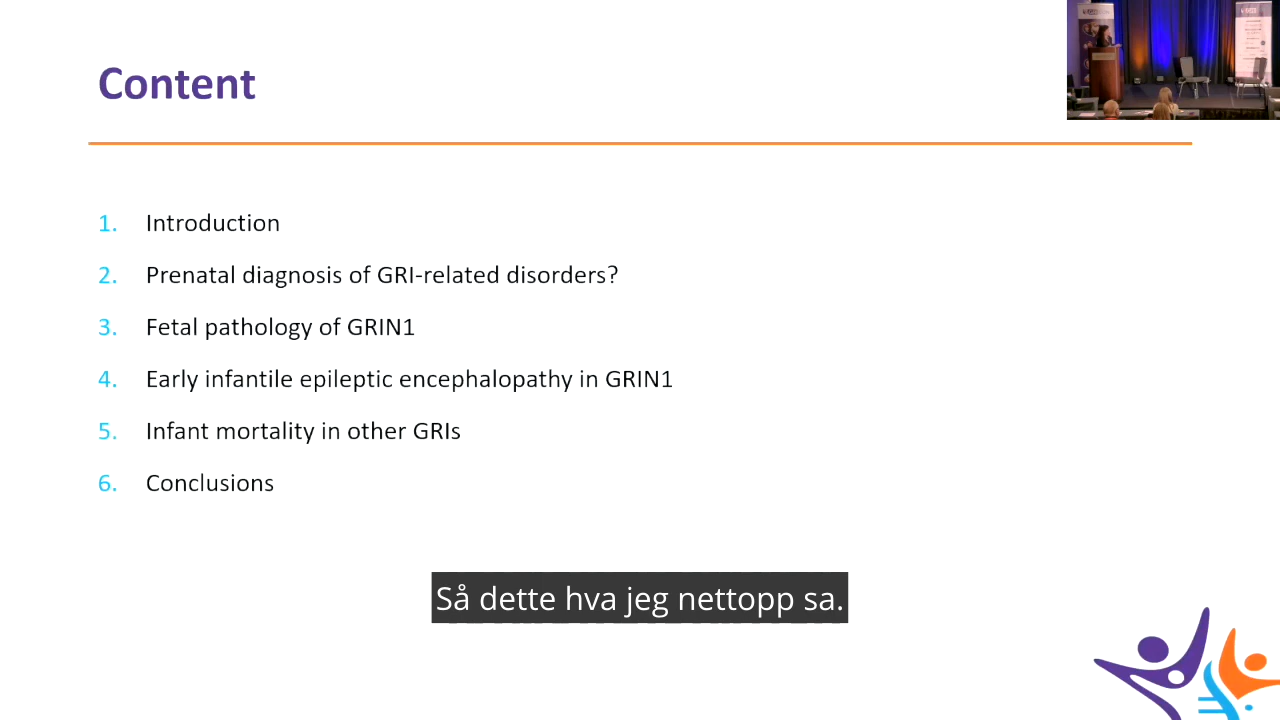 Content
1. Introduction
2. Prenatal diagnosis of GRI-related disorders?
3. Fetal pathology of GRIN1
4. Early infantile epileptic encephalopathy in GRIN1
5. Infant mortality in other GRIs
6. Conclusions
Så dette hva jeg nettopp sa.